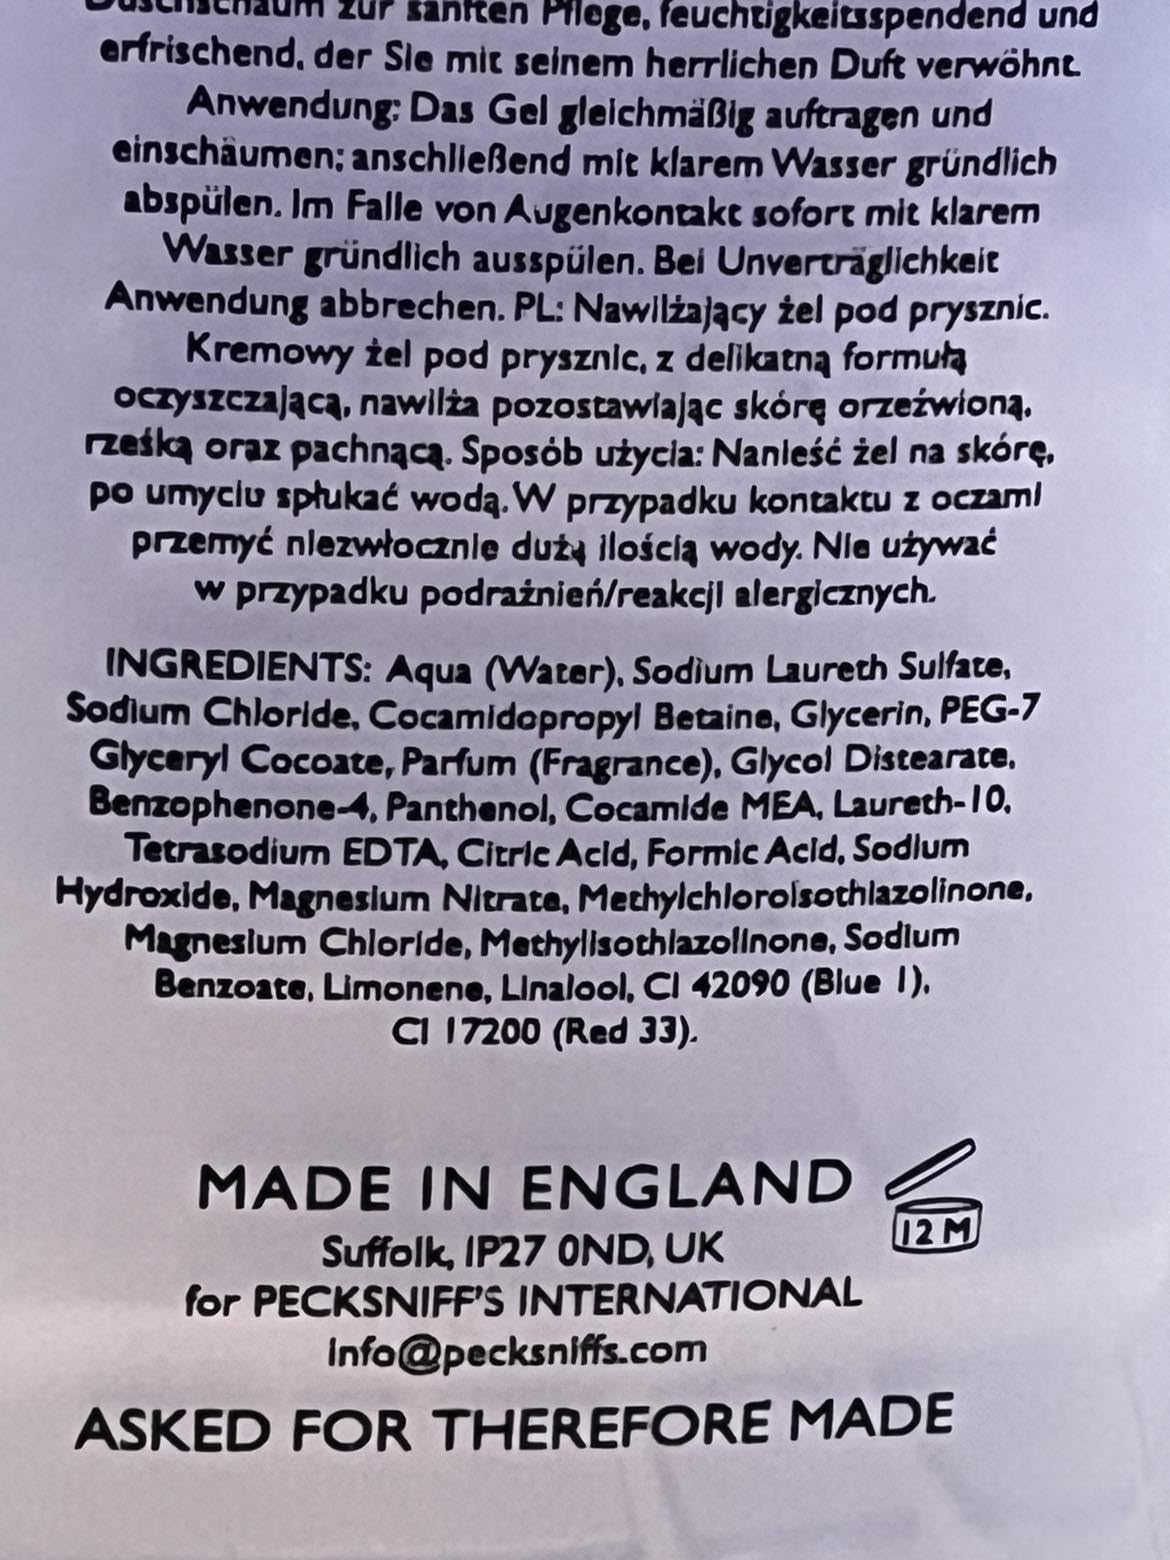 Duschschaum zur sanften Pflege, feuchtigkeitsspendend und
erfrischend, der Sie mit seinem herrlichen Duft verwöhnt.
Anwendung: Das Gel gleichmäßig auftragen und
einschäumen; anschließend mit klarem Wasser gründlich
abspülen. Im Falle von Augenkontakt sofort mit klarem
Wasser gründlich ausspülen. Bei Unverträglichkeit
Anwendung abbrechen. PL: Nawilżający żel pod prysznic.
Kremowy żel pod prysznic, z delikatną formułą
oczyszczającą, nawilża pozostawiając skórę orzeźwioną,
rześką oraz pachnącą. Sposób użycia: Nanieść żel na skórę,
po umyciu spłukać wodą. W przypadku kontaktu z oczami
przemyć niezwłocznie dużą ilością wody. Nie używać
w przypadku podrażnień/reakcji alergicznych.
INGREDIENTS: Aqua (Water), Sodium Laureth Sulfate,
Sodium Chloride, Cocamidopropyl Betaine, Glycerin, PEG-7
Glyceryl Cocoate, Parfum (Fragrance), Glycol Distearate,
Benzophenone-4, Panthenol, Cocamide MEA, Laureth-10,
Tetrasodium EDTA, Citric Acid, Formic Acid, Sodium
Hydroxide, Magnesium Nitrate, Methylchloroisothiazolinone,
Magnesium Chloride, Methylisothiazolinone, Sodium
Benzoate, Limonene, Linalool, CI 42090 (Blue 1),
CI 17200 (Red 33).
MADE IN ENGLAND
12 M
Suffolk, IP27 0ND, UK
for PECKSNIFF'S INTERNATIONAL
info@pecksniffs.com
ASKED FOR THEREFORE MADE